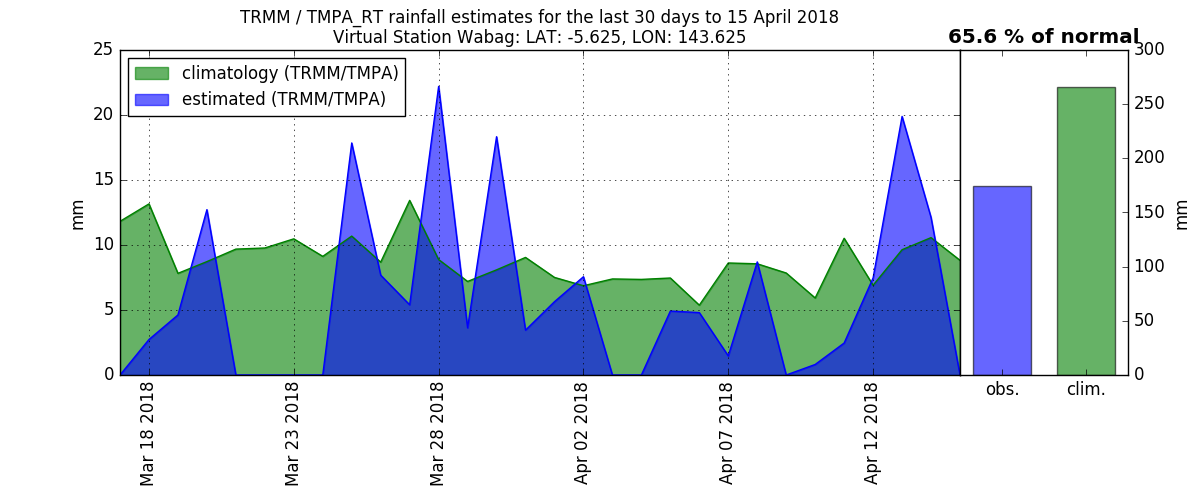 TRMM / TMPA_RT rainfall estimates for the last 30 days to 15 April 2018
Virtual Station Wabag: LAT: -5.625, LON: 143.625
65.6 % of normal
climatology (TRMM/TMPA)
estimated (TRMM/TMPA)
25
20
15
10
5
0
mm
Mar 18 2018
Mar 23 2018
Mar 28 2018
Apr 02 2018
Apr 07 2018
Apr 12 2018
obs.
clim.
300
250
200
150
100
50
0
mm